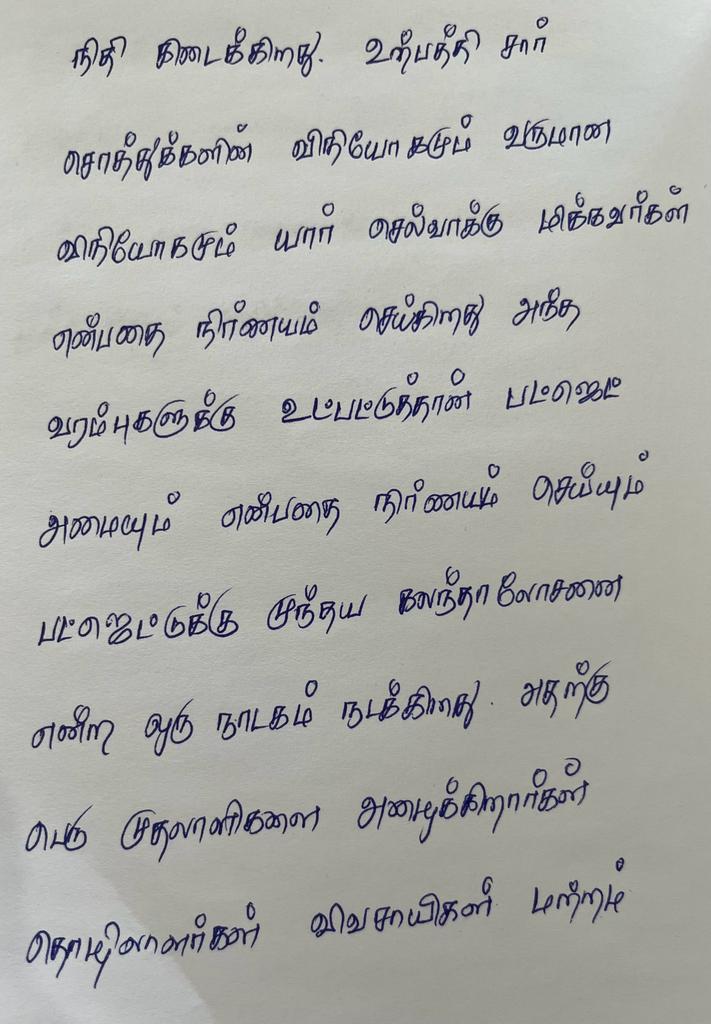 நிதி கிடைக்கிறது. உற்பத்தி சார்
சொத்துக்களின் விநியோகமும் வருமான
விநியோகமும் யார் செல்வாக்கு மிக்கவர்கள்
என்பதை நிர்ணயம் செய்கிறது அந்த
வரம்புகளுக்கு உட்பட்டுத்தான் பட்ஜெட்
அமையும் என்பதை நிர்ணயம் செய்யும்
பட்ஜெட்டுக்கு முந்தய கலந்தாலோசனை
என்ற ஒரு நாடகம் நடக்கிறது. அதற்கு
பெரு முதலாளிகளை அழைக்கிறார்கள்
தொழிலாளர்கள் விவசாயிகள் மற்றம்